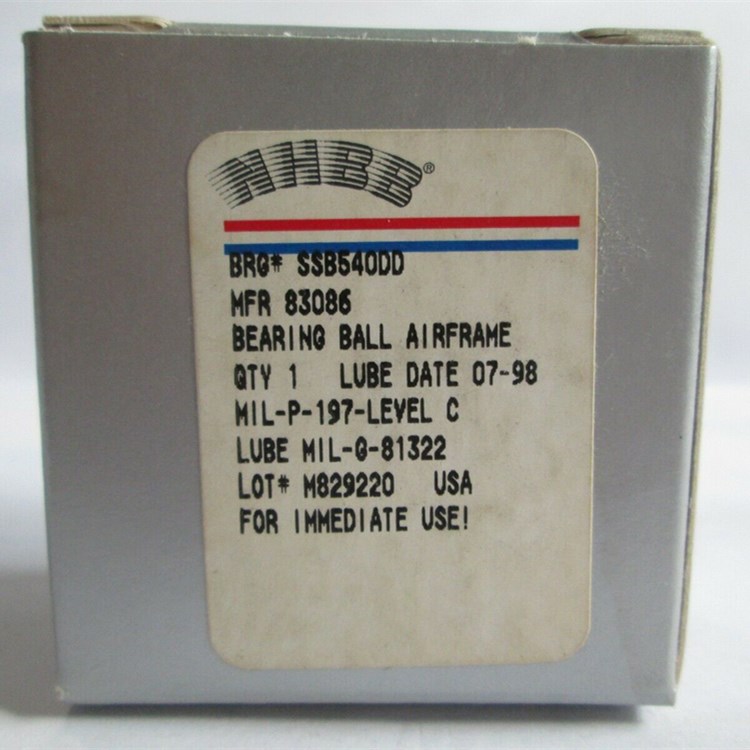 NHBB®
BRG# SSB540DD
MFR 83086
BEARING BALL AIRFRAME
QTY 1 LUBE DATE 07-98
MIL-P-197-LEVEL C
LUBE MIL-G-81322
LOT# M829220 USA
FOR IMMEDIATE USE!